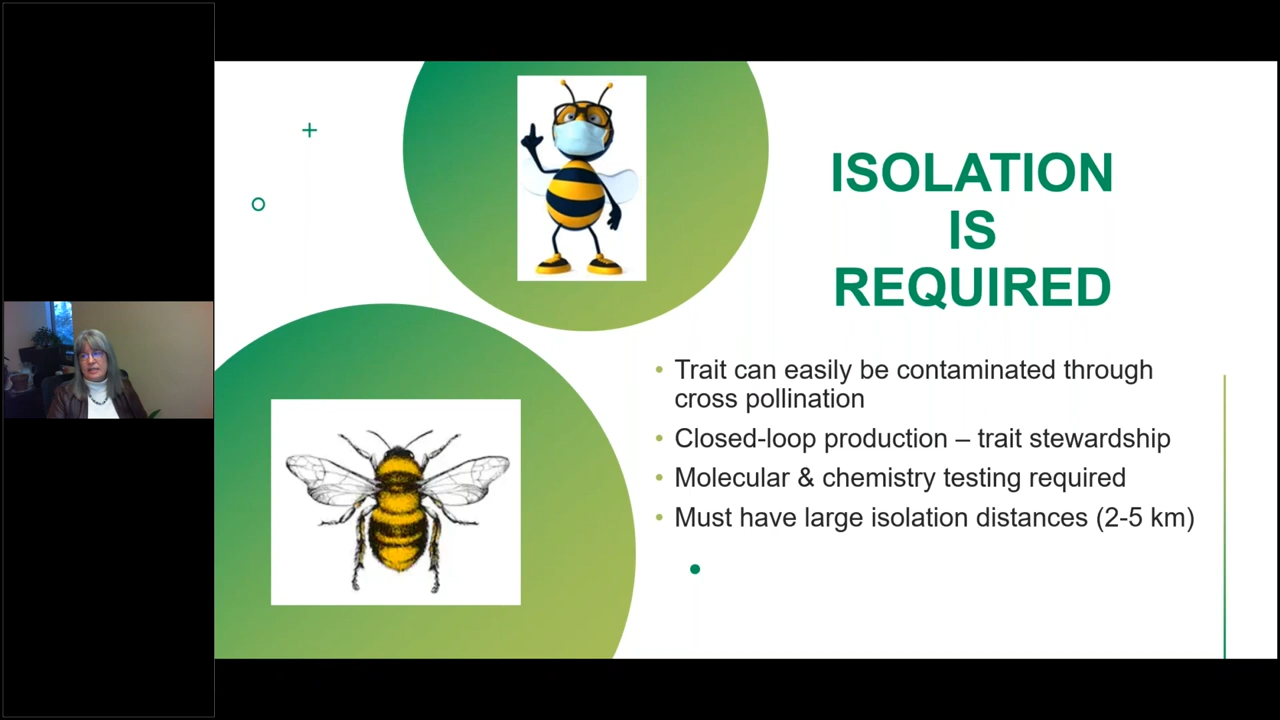 ISOLATION
IS
REQUIRED
• Trait can easily be contaminated through
cross pollination
• Closed-loop production – trait stewardship
• Molecular & chemistry testing required
• Must have large isolation distances (2-5 km)